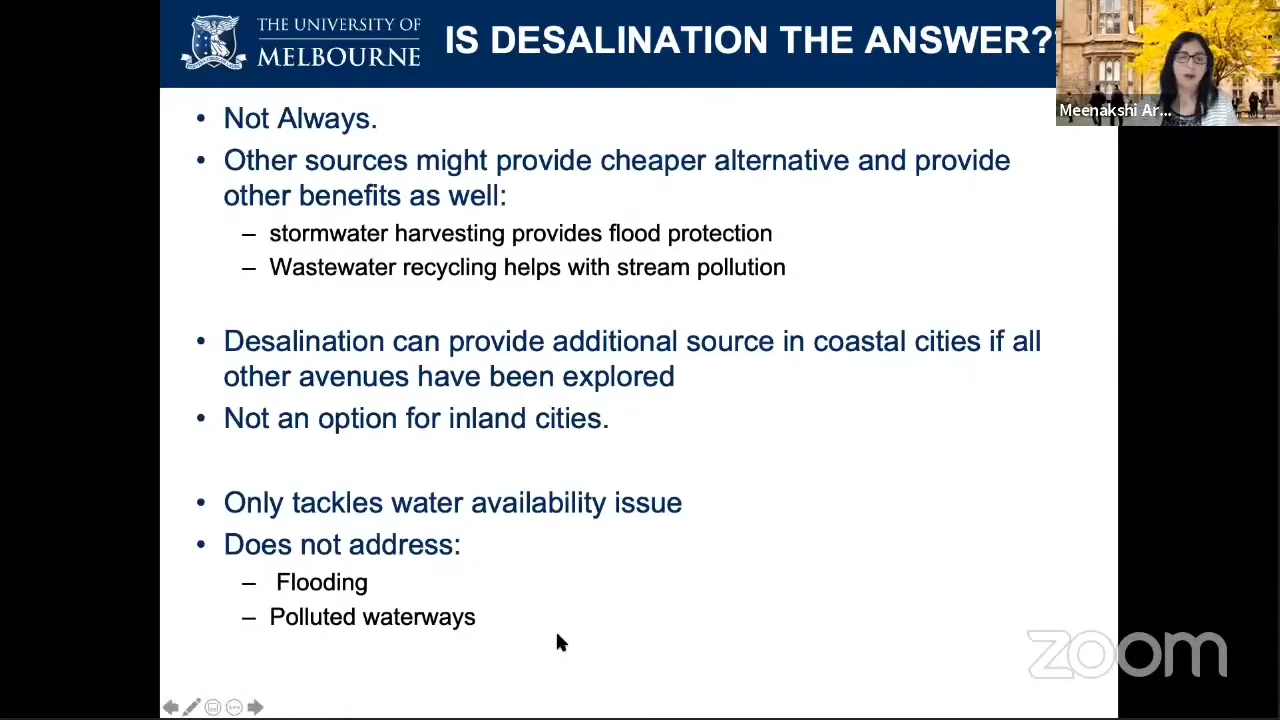 THE UNIVERSITY OF
MELBOURNE
IS DESALINATION THE ANSWER?
Meenakshi Ar...
• Not Always.
• Other sources might provide cheaper alternative and provide
other benefits as well:
– stormwater harvesting provides flood protection
– Wastewater recycling helps with stream pollution
• Desalination can provide additional source in coastal cities if all
other avenues have been explored
• Not an option for inland cities.
• Only tackles water availability issue
• Does not address:
– Flooding
– Polluted waterways
zoom